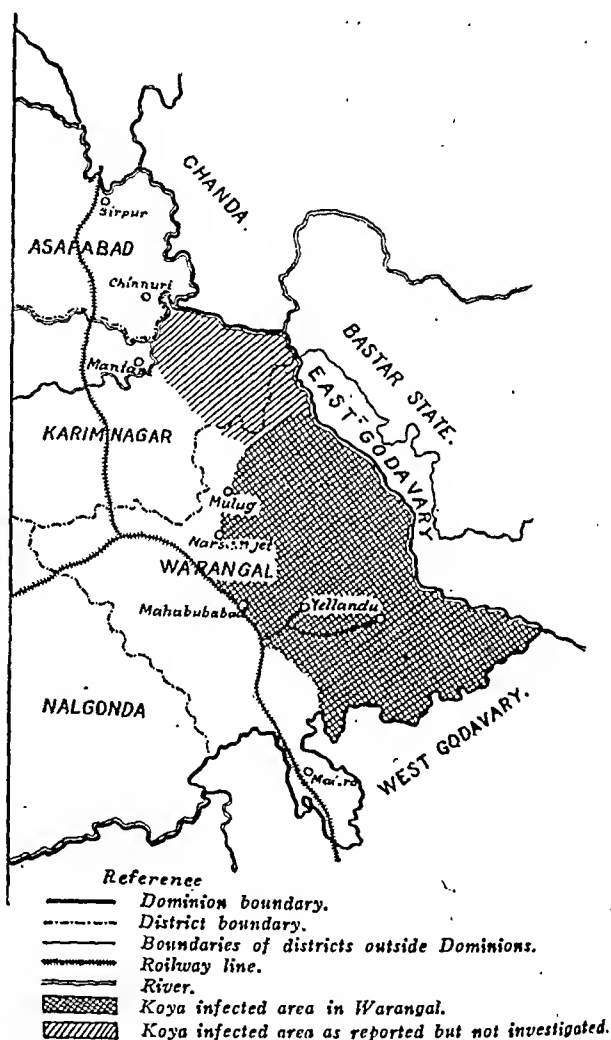 CHANDA.
Sirpur
ASAFABAD
Chinnuri
BASTAR STATE.
EAST GODAVARY
Mantani
KARIMNAGAR
Mulug
WARANGAL
Mahabubabad
Yellandu
NALGONDA
WEST GODAVARY.
Reference
Dominion boundary.
District boundary.
Boundaries of districts outside Dominions.
Roilway line.
River.
Koya infected area in Warangal.
Koya infected area as reported but not investigated.